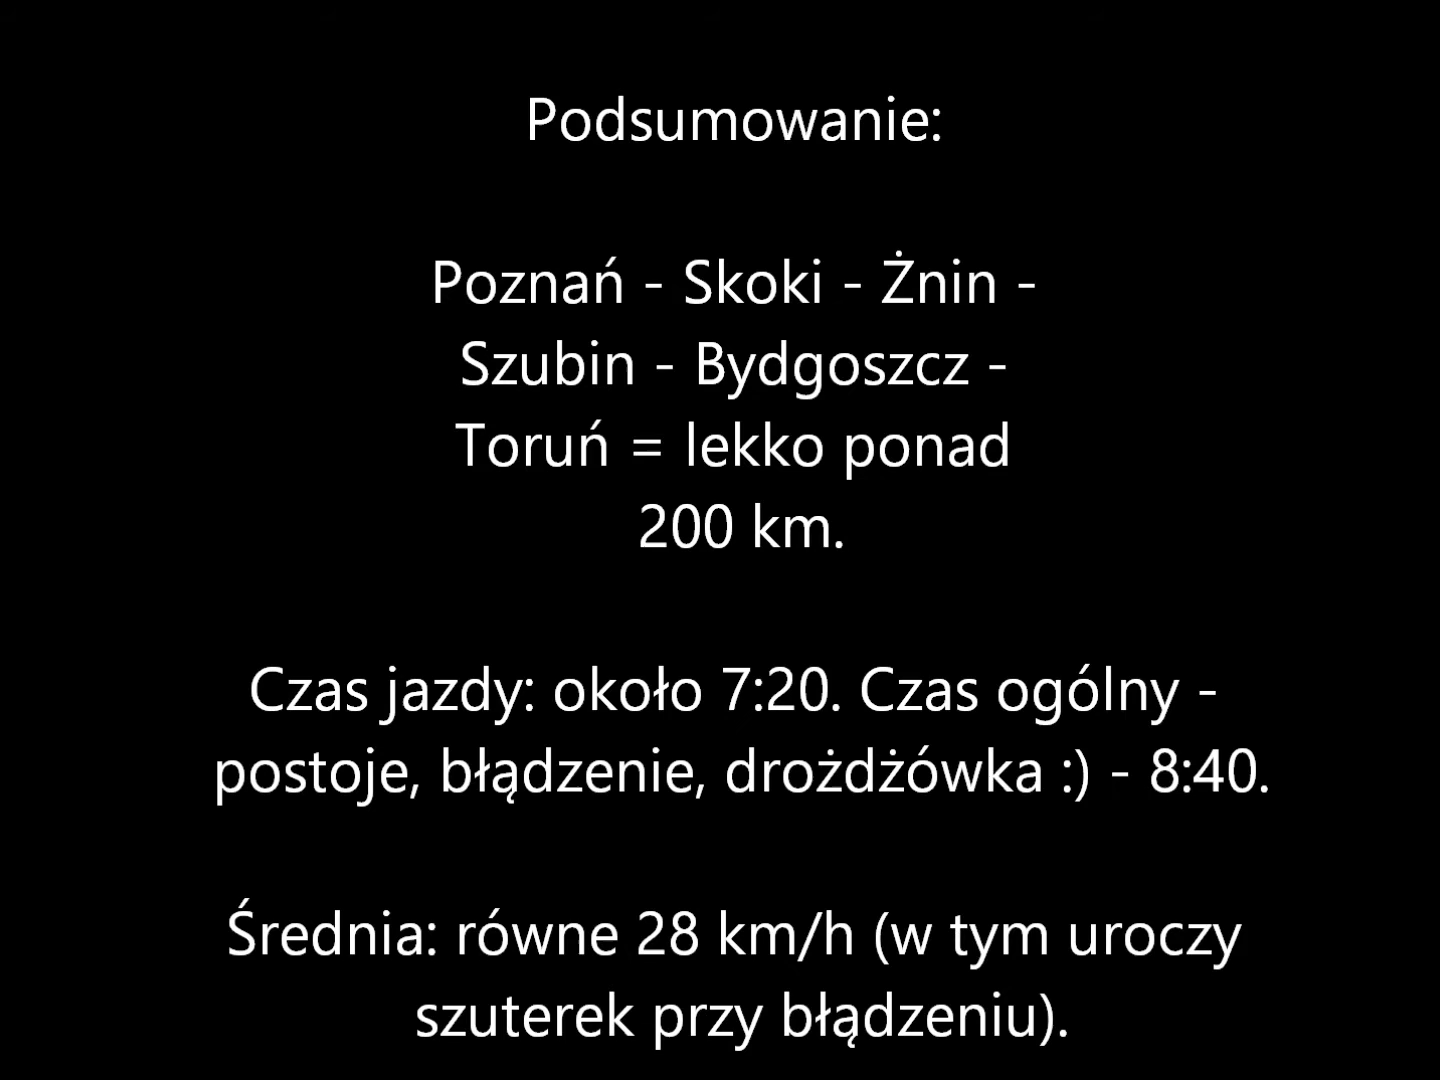 Podsumowanie:
Poznań - Skoki - Żnin -
Szubin - Bydgoszcz -
Toruń = lekko ponad
200 km.
Czas jazdy: około 7:20. Czas ogólny -
postoje, błądzenie, drożdżówka :) - 8:40.
Średnia: równe 28 km/h (w tym uroczy
szuterek przy błądzeniu).